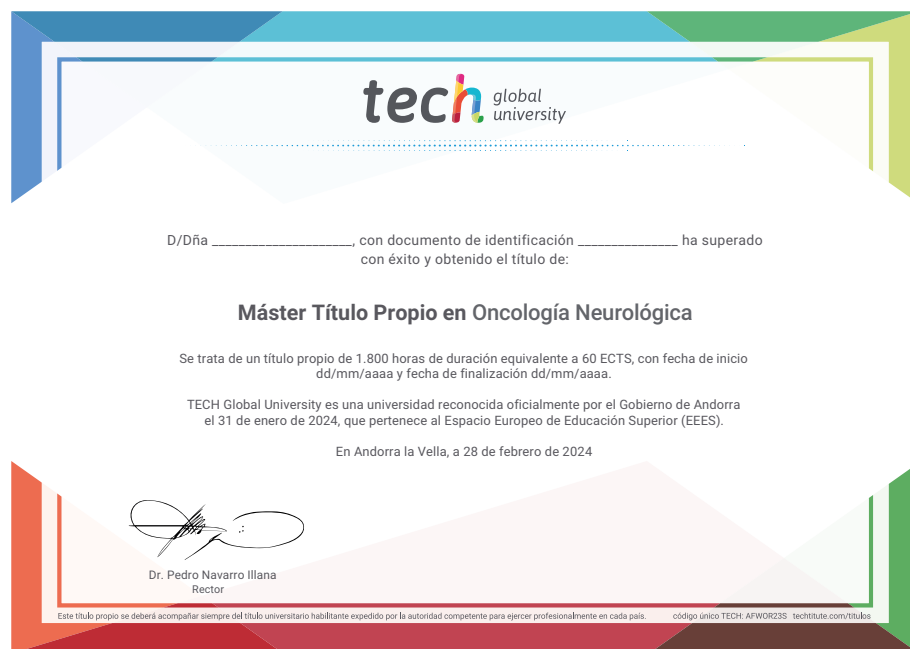 tech global university
D/Dña _____________________, con documento de identificación _______________ ha superado
con éxito y obtenido el título de:
Máster Título Propio en Oncología Neurológica
Se trata de un título propio de 1.800 horas de duración equivalente a 60 ECTS, con fecha de inicio
dd/mm/aaaa y fecha de finalización dd/mm/aaaa.
TECH Global University es una universidad reconocida oficialmente por el Gobierno de Andorra
el 31 de enero de 2024, que pertenece al Espacio Europeo de Educación Superior (EEES).
En Andorra la Vella, a 28 de febrero de 2024
Dr. Pedro Navarro Illana
Rector
Este título propio se deberá acompañar siempre del título universitario habilitante expedido por la autoridad competente para ejercer profesionalmente en cada país. código único TECH: AFWOR23S techtitute.com/titulos